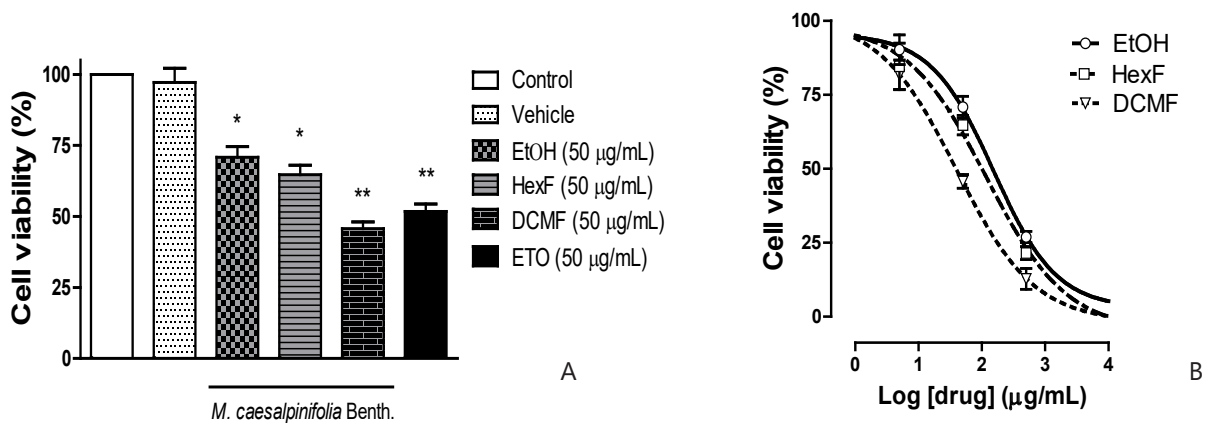 A
Cell viability (%)
100
75
50
25
0
*
*
**
**
M. caesalpinifolia Benth.
Control
Vehicle
EtOH (50 μg/mL)
HexF (50 μg/mL)
DCMF (50 μg/mL)
ETO (50 μg/mL)
B
Cell viability (%)
100
75
50
25
0
0 1 2 3 4
Log [drug] (μg/mL)
EtOH
HexF
DCMF